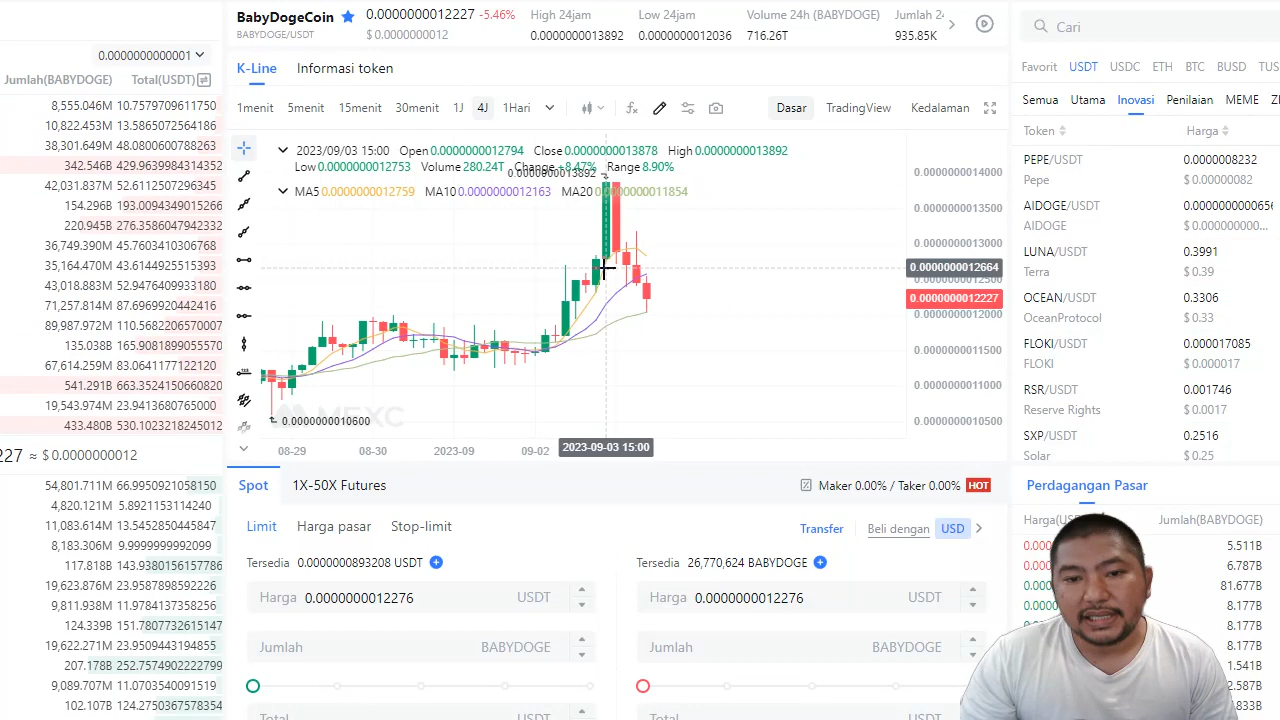 BabyDogeCoin
BABYDOGE/USDT
0.0000000012227 -5.46%
$ 0.0000000012
High 24jam
0.0000000013892
Low 24jam
0.0000000012036
Volume 24h (BABYDOGE)
716.26T
Jumlah 24
935.85K
Cari
0.0000000000001
Jumlah(BABYDOGE) Total(USDT)
8,555.046M 10.7579709611750
10,822.453M 13.5865072564186
38,301.649M 48.0800600788263
342.546B 429.9639984314352
42,031.837M 52.6112507296345
154.296B 193.0094349015266
220.945B 276.3586047942332
36,749.390M 45.7603410306768
35,164.470M 43.6992842515393
43,018.883M 52.9467640933180
71,257.814M 87.6969920442416
89,987.972M 110.5682206570007
135.038B 165.9081899055570
67,614.259M 83.0641177122120
541.291B 663.3524150660820
19,543.974M 23.9413680765000
433.480B 530.1023218245012
227 ≈ $ 0.0000000012
54,801.711M 66.9950921058150
4,820.121M 5.8921153114240
11,083.614M 13.5452850445847
8,183.306M 9.9999999992099
117.818B 143.9380156157786
19,623.876M 23.9587898592226
9,811.938M 11.9784137358256
124.339B 151.7807732615147
19,622.271M 23.9509443194855
207.178B 252.7574902222799
9,089.707M 11.0703540091519
102.107B 124.2750367578354
K-Line Informasi token
1menit 5menit 15menit 30menit 1J 4J 1Hari
Dasar TradingView Kedalaman
2023/09/03 15:00 Open 0.0000000012794 Close 0.0000000013878 High 0.0000000013892
Low 0.0000000012753 Volume 280.24T Change +8.47% Range 8.90%
0.0000000013892
MA5 0.0000000012759 MA10 0.0000000012163 MA20 0.0000000011854
0.0000000014000
0.0000000013500
0.0000000013000
0.0000000012664
0.0000000012500
0.0000000012227
0.0000000012000
0.0000000011500
0.0000000011000
0.0000000010500
0.0000000010600
MEXC
08-29 08-30 2023-09 09-02 2023-09-03 15:00
Spot 1X-50X Futures
Maker 0.00% / Taker 0.00% HOT
Limit Harga pasar Stop-limit
Transfer Beli dengan USD
Tersedia 0.0000000893208 USDT
Harga 0.0000000012276 USDT
Jumlah BABYDOGE
Total USDT
Tersedia 26,770,624 BABYDOGE
Harga 0.0000000012276 USDT
Jumlah BABYDOGE
Total USDT
Favorit USDT USDC ETH BTC BUSD TUS
Semua Utama Inovasi Penilaian MEME
Token Harga
PEPE/USDT 0.0000008232
Pepe $ 0.00000082
AIDOGE/USDT
AIDOGE $ 0.000000000...
LUNA/USDT 0.3991
Terra $ 0.39
OCEAN/USDT 0.3306
OceanProtocol $ 0.33
FLOKI/USDT 0.000017085
FLOKI $ 0.000017
RSR/USDT 0.001746
Reserve Rights $ 0.0017
SXP/USDT 0.2516
Solar $ 0.25
Perdagangan Pasar
Jumlah(BABYDOGE)
5.511B
6.787B
81.677B
8.177B
8.177B
8.177B